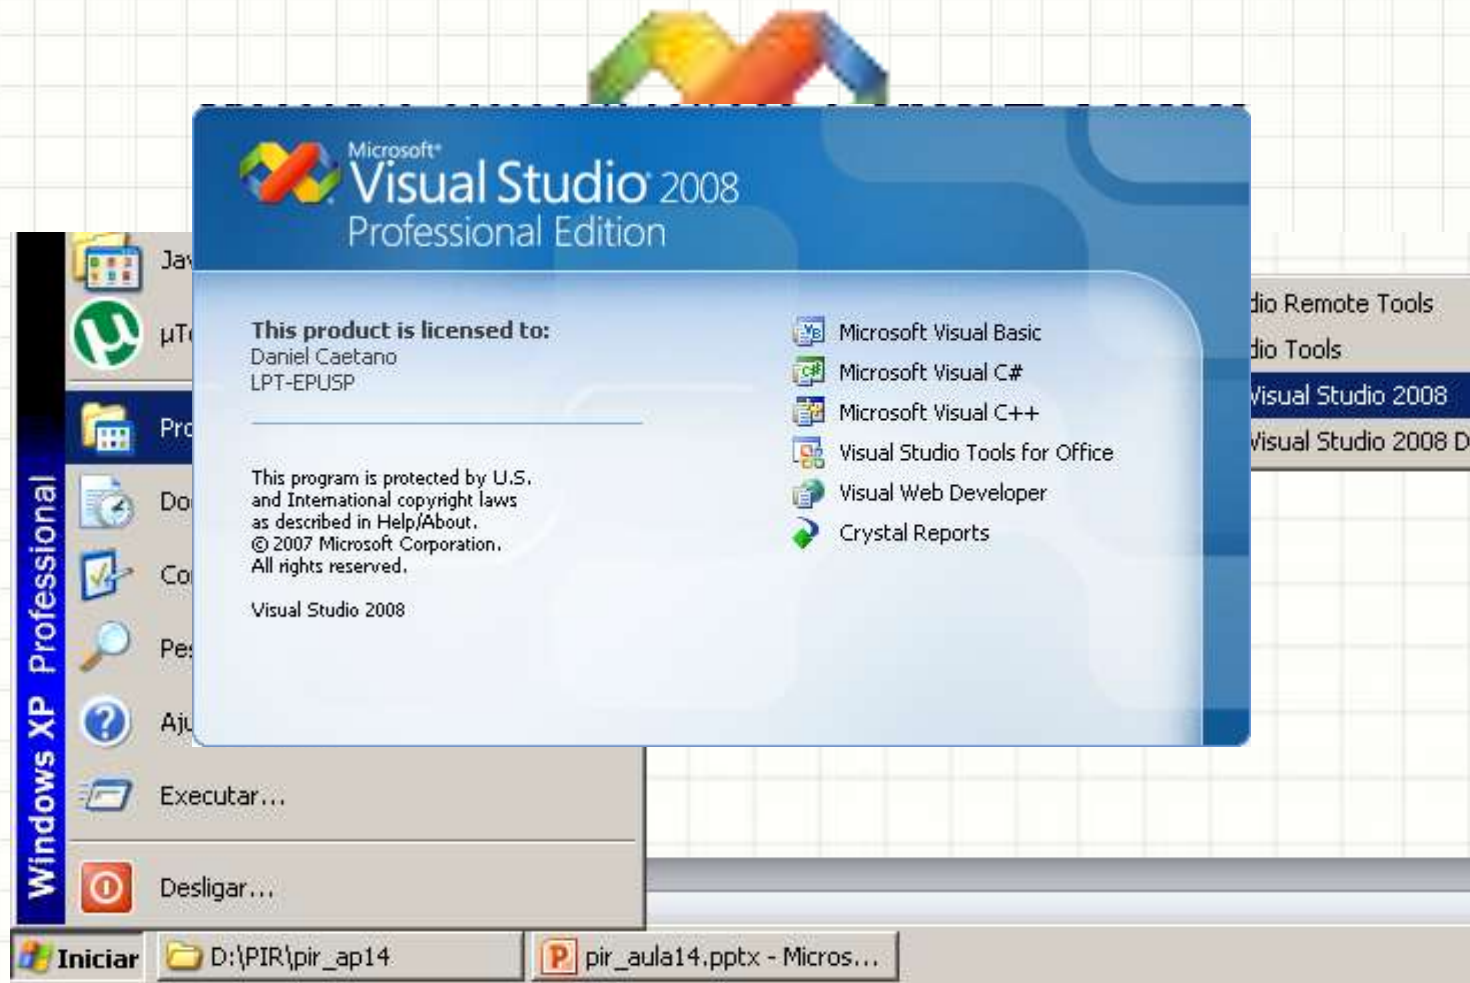 Microsoft
Visual Studio 2008
Professional Edition
This product is licensed to:
Daniel Caetano
LPT-EPUSP
This program is protected by U.S.
and International copyright laws
as described in Help/About.
© 2007 Microsoft Corporation.
All rights reserved.
Visual Studio 2008
Microsoft Visual Basic
Microsoft Visual C#
Microsoft Visual C++
Visual Studio Tools for Office
Visual Web Developer
Crystal Reports
Remote Tools
Tools
Visual Studio 2008
Visual Studio 2008
Windows XP Professional
Executar...
Desligar...
Iniciar
D:\PIR\pir_ap14
pir_aula14.pptx - Micros...